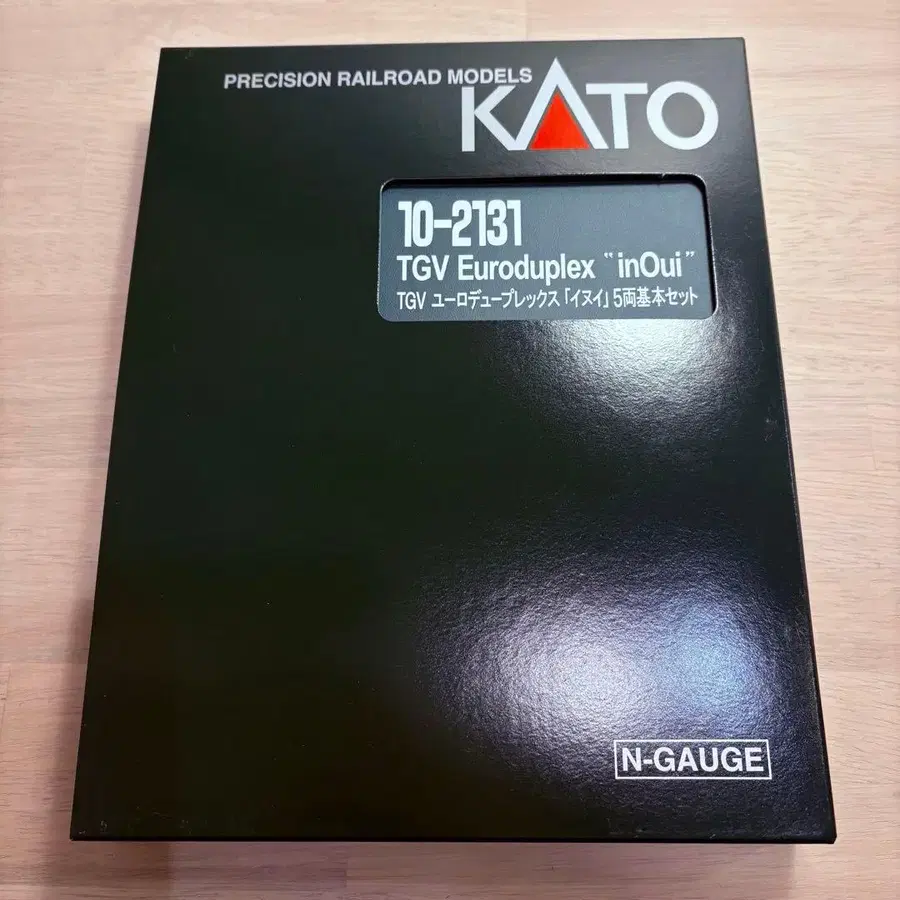 PRECISION RAILROAD MODELS
KATO
10-2131
TGV Euroduplex “inOui”
TGV ユーロデュープレックス「イヌイ」5両基本セット
N-GAUGE